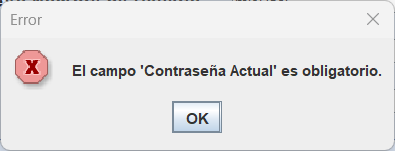 Error
X
El campo 'Contraseña Actual' es obligatorio.
OK